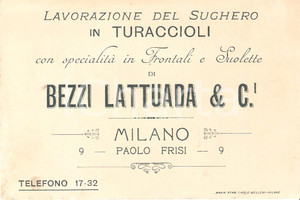 LAVORAZIONE DEL SUGHERO
IN TURACCIOLI
con specialità in Frontali e Suolette
DI
BEZZI LATTUADA & C.I
MILANO
9 – PAOLO FRISI – 9
TELEFONO 17-32